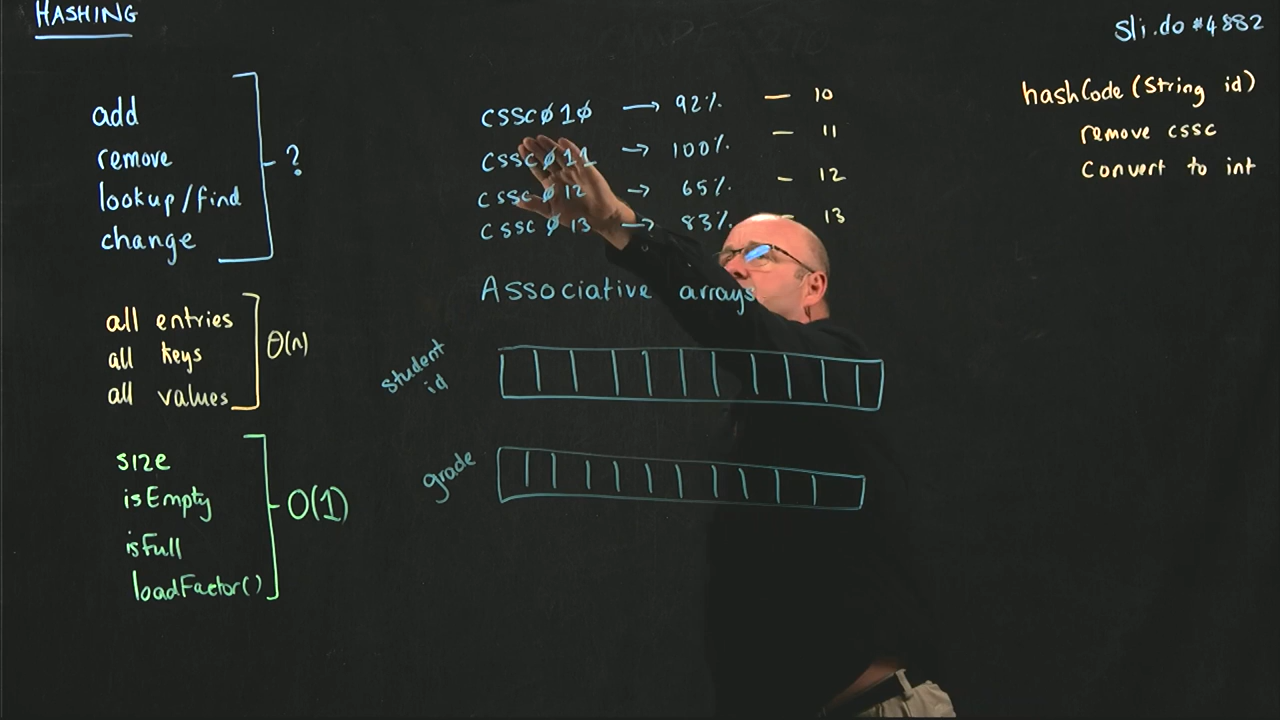 HASHING
Sli.do #4882
add
remove
lookup/find
change
?
all entries
all keys
all values
Θ(n)
size
isEmpty
isFull
loadFactor()
O(1)
cssc010 → 92% — 10
cssc011 → 100% — 11
cssc012 → 65% — 12
cssc013 → 83% — 13
Associative arrays
student
id
grade
hashCode (String id)
remove cssc
convert to int